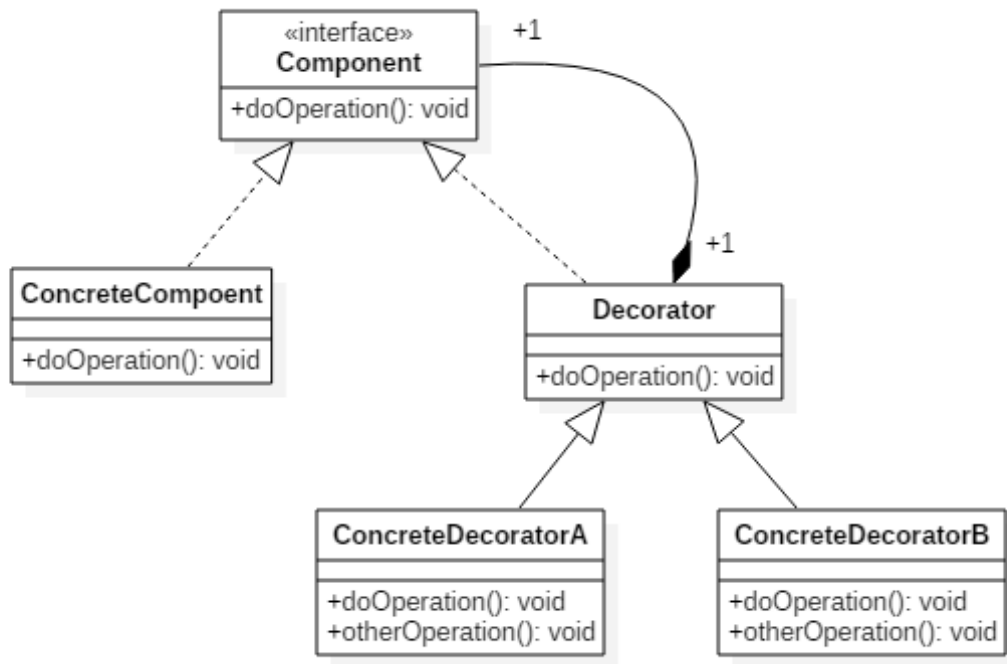 «interface»
Component
+doOperation(): void
+1
+1
ConcreteCompoent
+doOperation(): void
Decorator
+doOperation(): void
ConcreteDecoratorA
+doOperation(): void
+otherOperation(): void
ConcreteDecoratorB
+doOperation(): void
+otherOperation(): void